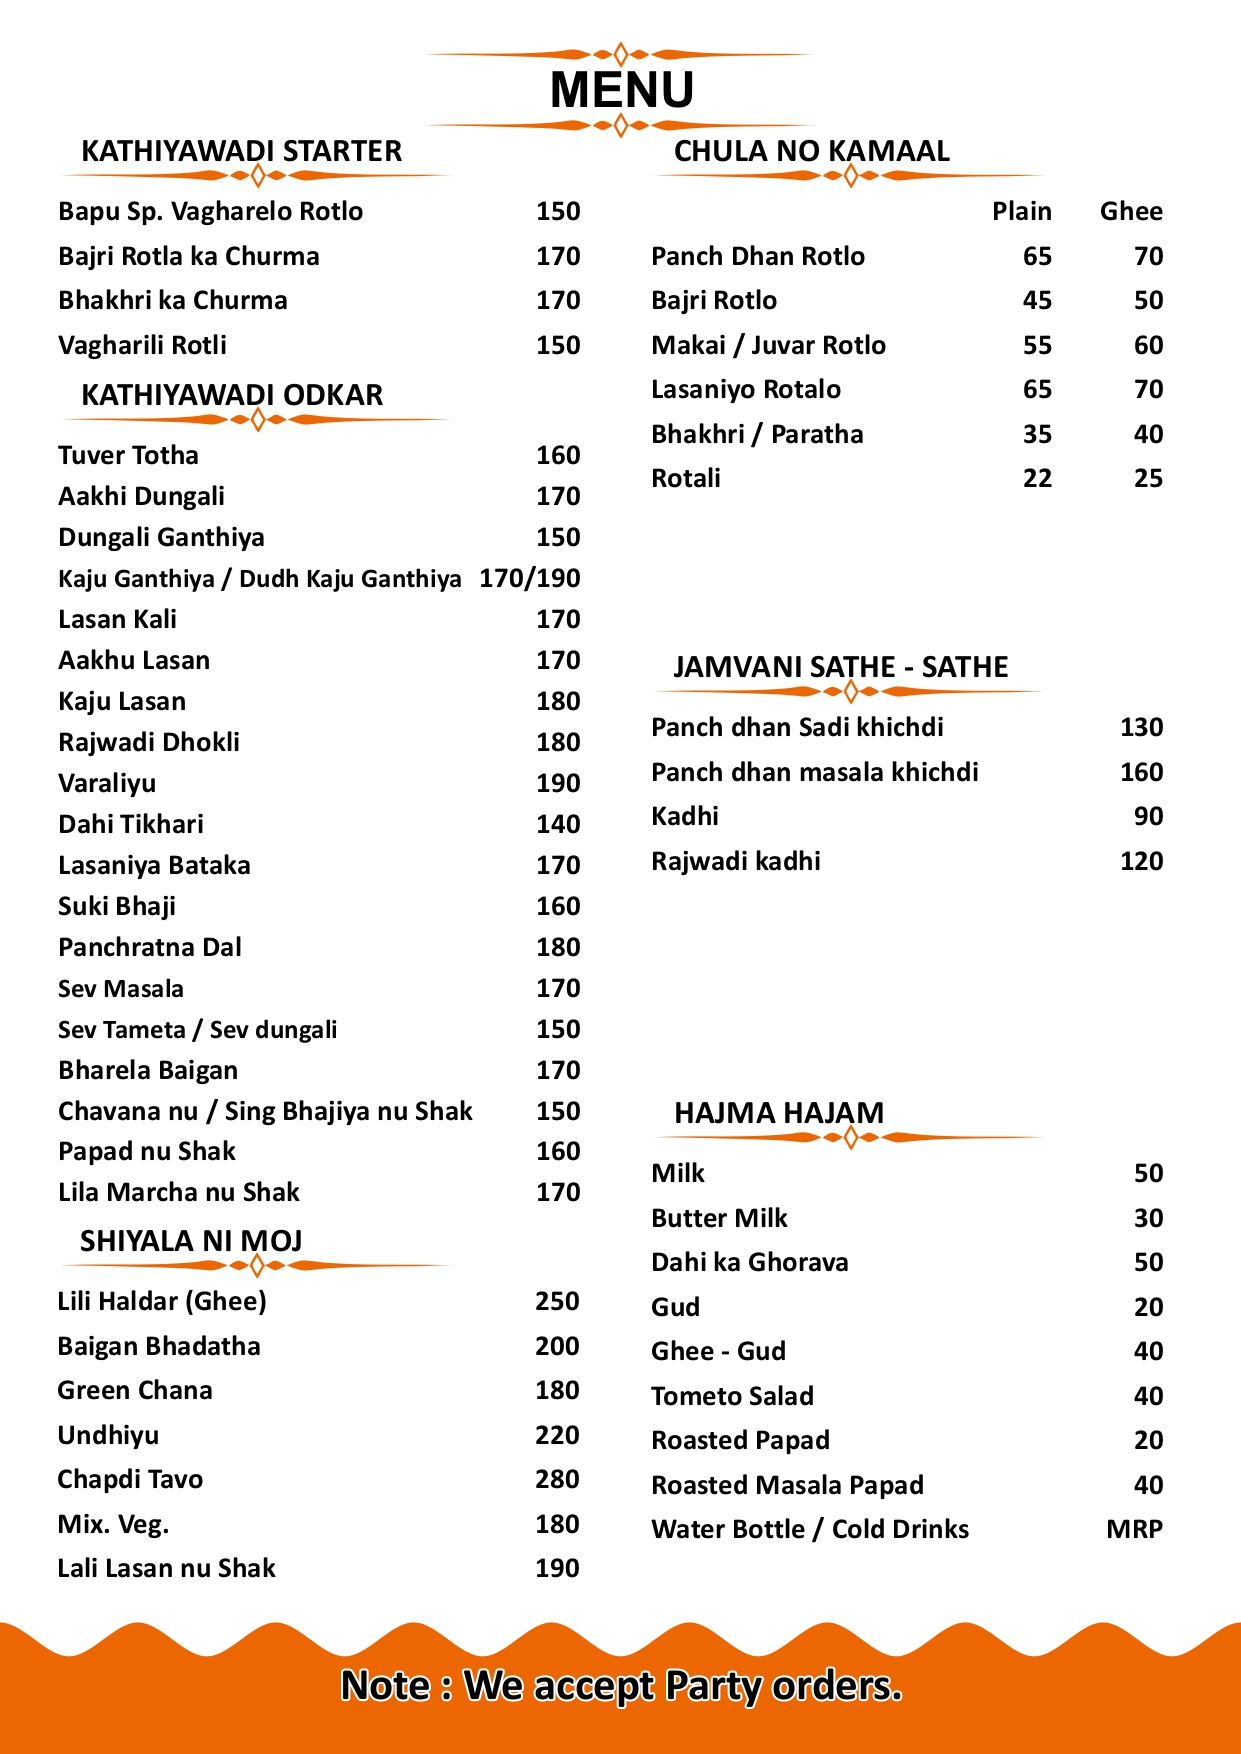 MENU
KATHIYAWADI STARTER
Bapu Sp. Vagharelo Rotlo 150
Bajri Rotla ka Churma 170
Bhakhri ka Churma 170
Vagharili Rotli 150
KATHIYAWADI ODKAR
Tuver Totha 160
Aakhi Dungali 170
Dungali Ganthiya 150
Kaju Ganthiya / Dudh Kaju Ganthiya 170/190
Lasan Kali 170
Aakhu Lasan 170
Kaju Lasan 180
Rajwadi Dhokli 180
Varaliyu 190
Dahi Tikhari 140
Lasaniya Bataka 170
Suki Bhaji 160
Panchratna Dal 180
Sev Masala 170
Sev Tameta / Sev dungali 150
Bharela Baigan 170
Chavana nu / Sing Bhajiya nu Shak 150
Papad nu Shak 160
Lila Marcha nu Shak 170
SHIYALA NI MOJ
Lili Haldar (Ghee) 250
Baigan Bhadatha 200
Green Chana 180
Undhiyu 220
Chapdi Tavo 280
Mix. Veg. 180
Lali Lasan nu Shak 190
CHULA NO KAMAAL
Plain Ghee
Panch Dhan Rotlo 65 70
Bajri Rotlo 45 50
Makai / Juvar Rotlo 55 60
Lasaniyo Rotalo 65 70
Bhakhri / Paratha 35 40
Rotali 22 25
JAMVANI SATHE - SATHE
Panch dhan Sadi khichdi 130
Panch dhan masala khichdi 160
Kadhi 90
Rajwadi kadhi 120
HAJMA HAJAM
Milk 50
Butter Milk 30
Dahi ka Ghorava 50
Gud 20
Ghee - Gud 40
Tometo Salad 40
Roasted Papad 20
Roasted Masala Papad 40
Water Bottle / Cold Drinks MRP
Note : We accept Party orders.